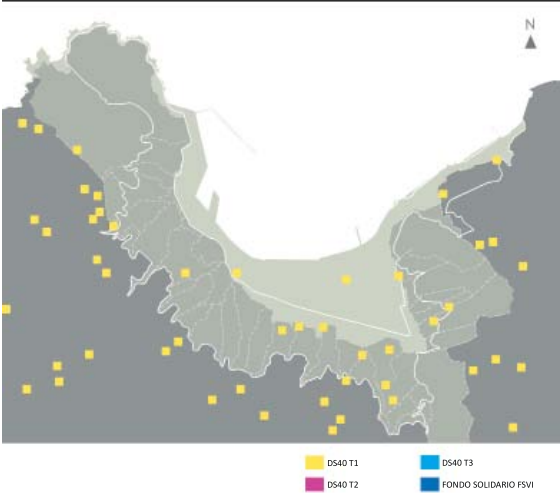 N
DS40 T1
DS40 T3
DS40 T2
FONDO SOLIDARIO FSVI